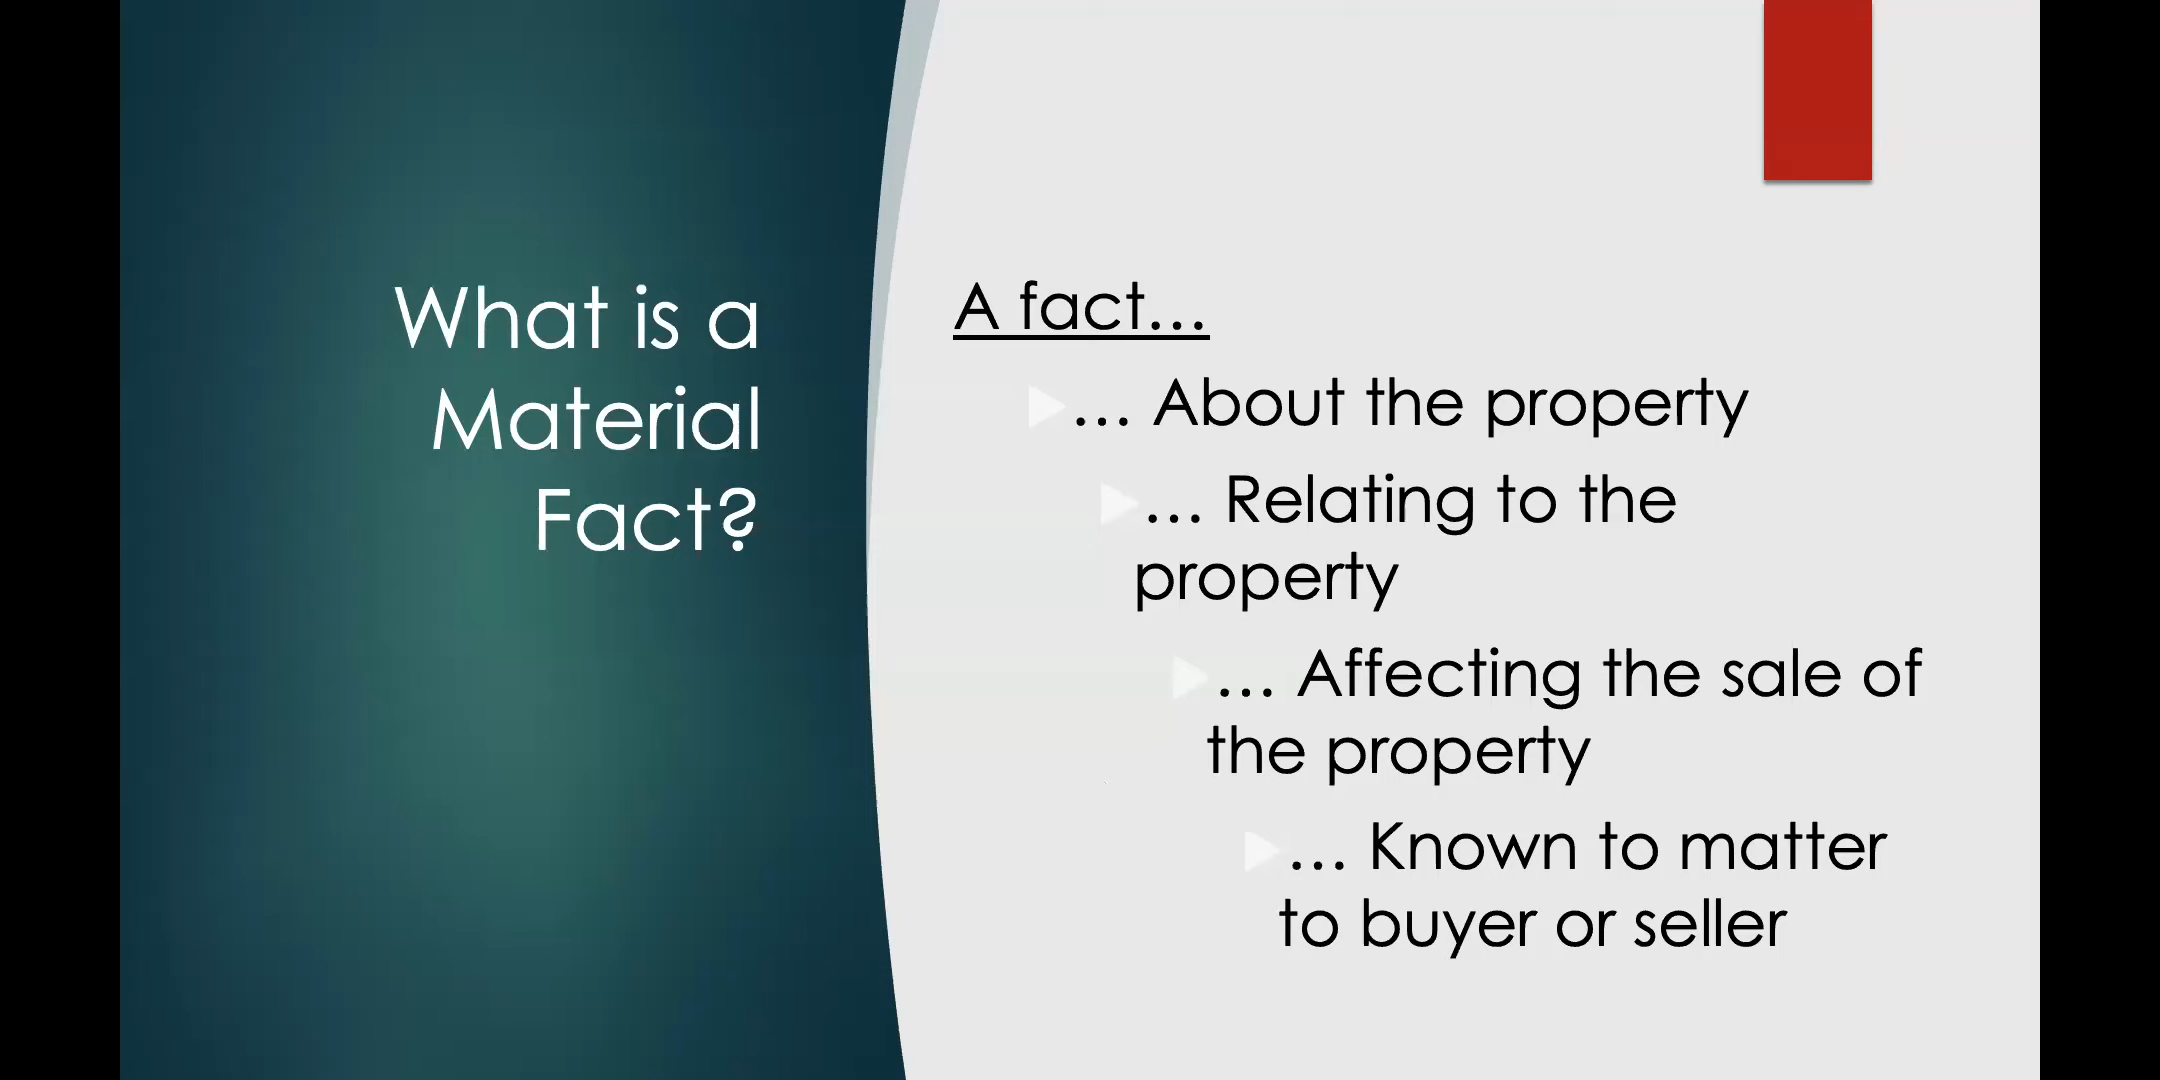 What is a
Material
Fact?
A fact…
… About the property
… Relating to the
property
… Affecting the sale of
the property
… Known to matter
to buyer or seller